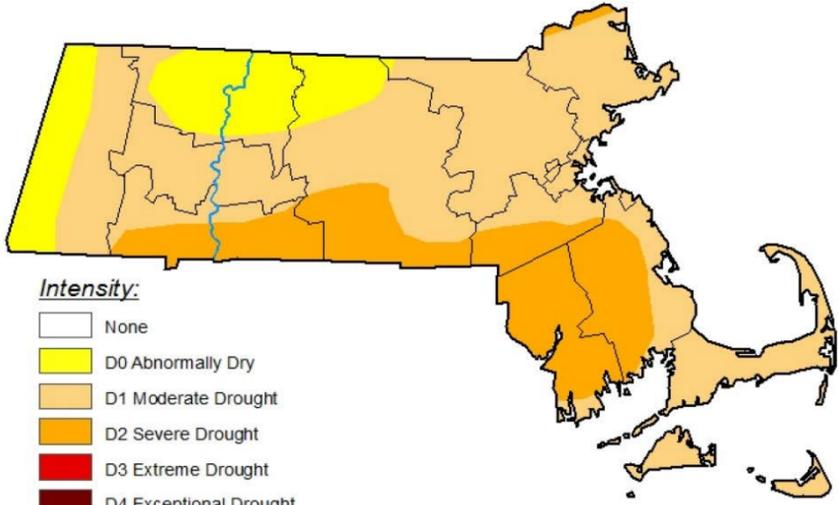 Intensity:
None
D0 Abnormally Dry
D1 Moderate Drought
D2 Severe Drought
D3 Extreme Drought
D4 Exceptional Drought